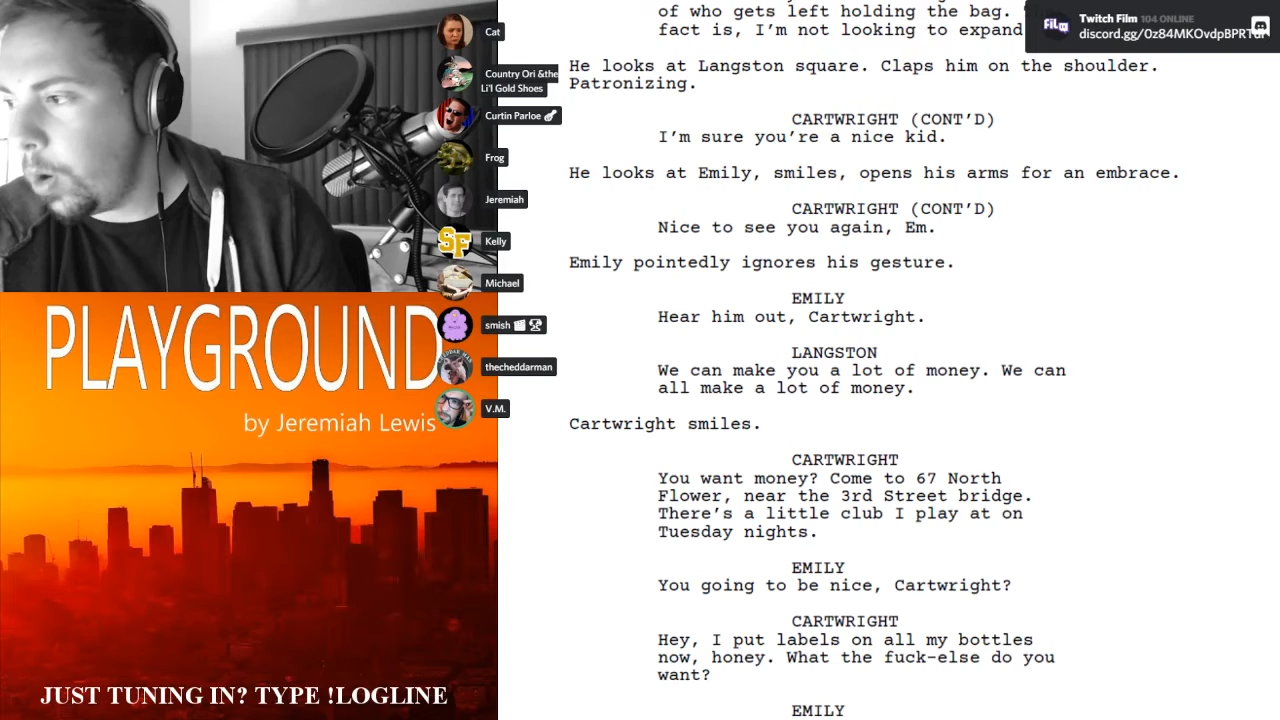 of who gets left holding the bag.
fact is, I'm not looking to expand
He looks at Langston square. Claps him on the shoulder.
Patronizing.
CARTWRIGHT (CONT'D)
I'm sure you're a nice kid.
He looks at Emily, smiles, opens his arms for an embrace.
CARTWRIGHT (CONT'D)
Nice to see you again, Em.
Emily pointedly ignores his gesture.
EMILY
Hear him out, Cartwright.
LANGSTON
We can make you a lot of money. We can
all make a lot of money.
Cartwright smiles.
CARTWRIGHT
You want money? Come to 67 North
Flower, near the 3rd Street bridge.
There's a little club I play at on
Tuesday nights.
EMILY
You going to be nice, Cartwright?
CARTWRIGHT
Hey, I put labels on all my bottles
now, honey. What the fuck-else do you
want?
EMILY
Film
Twitch Film 104 ONLINE
discord.gg/0z84MKOvdpBPRT
Cat
Country Ori &the
Li'l Gold Shoes
Curtin Parloe
Frog
Jeremiah
SF
Kelly
Michael
smish
thecheddarman
V.M.
PLAYGROUND
by Jeremiah Lewis
JUST TUNING IN? TYPE !LOGLINE